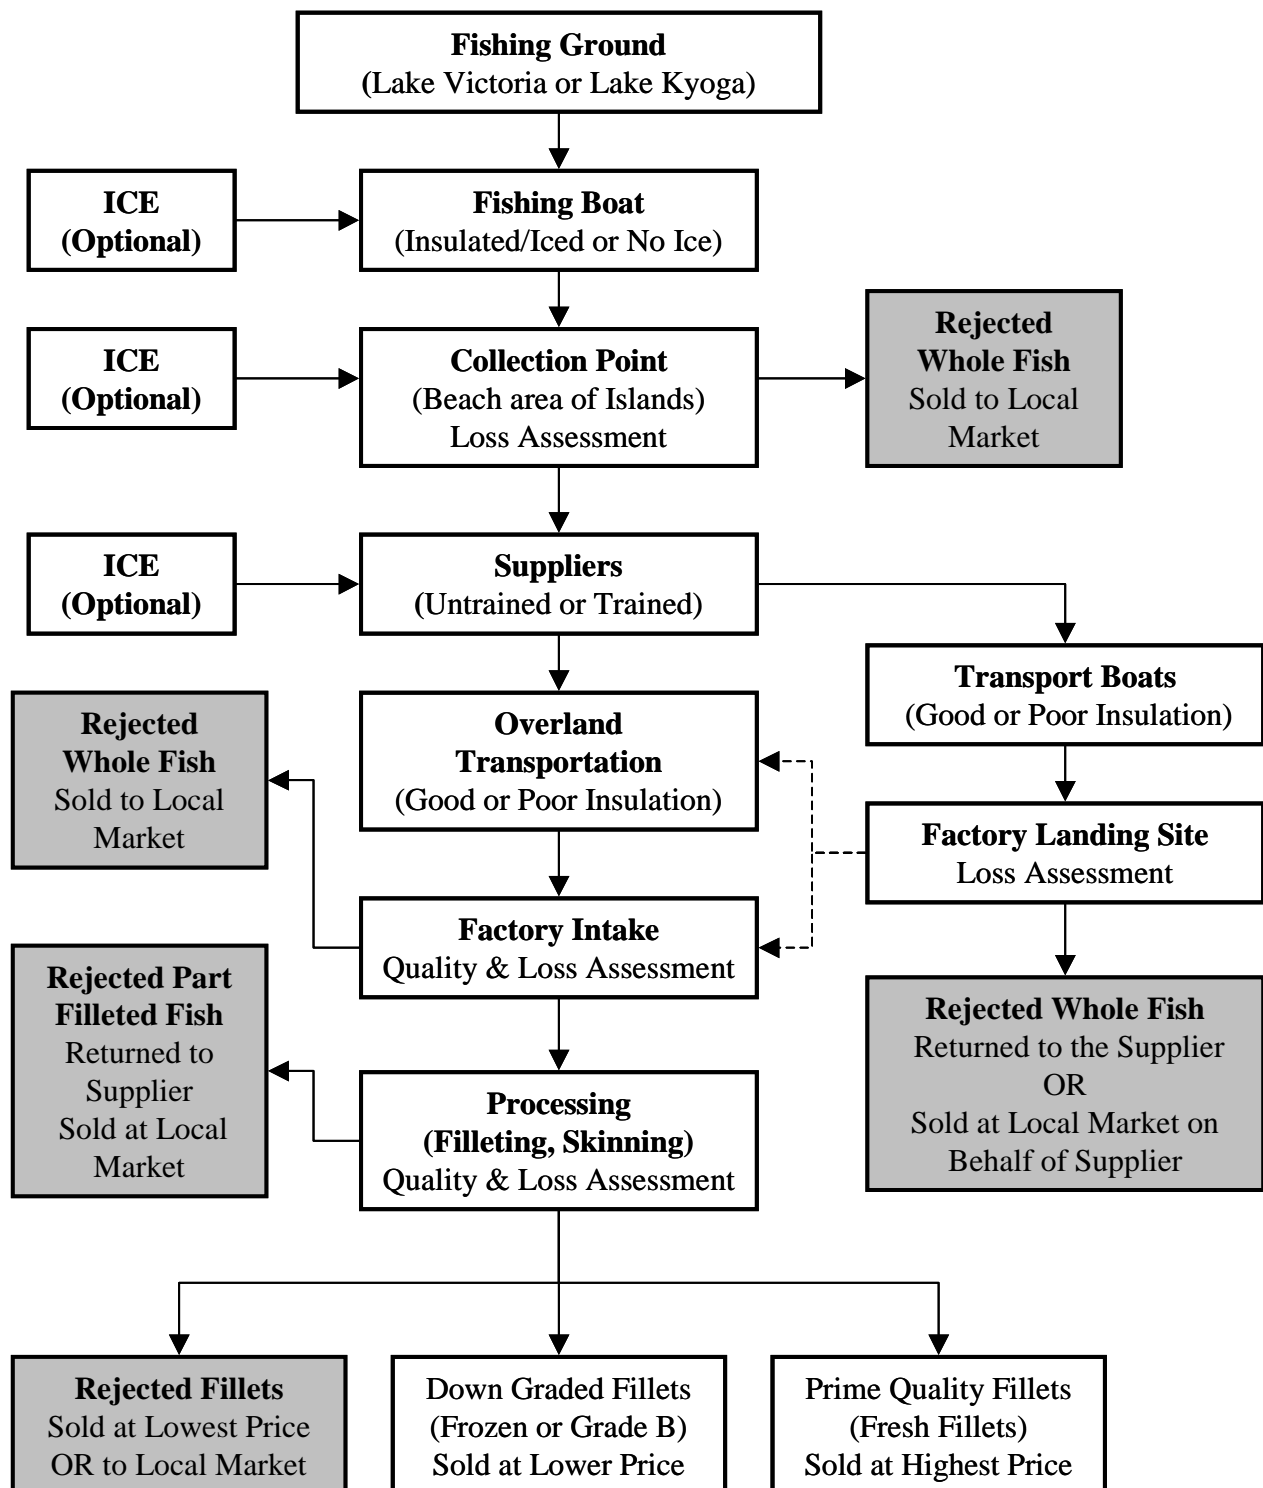 Fishing Ground
(Lake Victoria or Lake Kyoga)
ICE
(Optional)
Fishing Boat
(Insulated/Iced or No Ice)
ICE
(Optional)
Collection Point
(Beach area of Islands)
Loss Assessment
Rejected
Whole Fish
Sold to Local
Market
ICE
(Optional)
Suppliers
(Untrained or Trained)
Transport Boats
(Good or Poor Insulation)
Rejected
Whole Fish
Sold to Local
Market
Overland
Transportation
(Good or Poor Insulation)
Factory Landing Site
Loss Assessment
Factory Intake
Quality & Loss Assessment
Rejected Part
Filleted Fish
Returned to
Supplier
Sold at Local
Market
Rejected Whole Fish
Returned to the Supplier
OR
Sold at Local Market on
Behalf of Supplier
Processing
(Filleting, Skinning)
Quality & Loss Assessment
Rejected Fillets
Sold at Lowest Price
OR to Local Market
Down Graded Fillets
(Frozen or Grade B)
Sold at Lower Price
Prime Quality Fillets
(Fresh Fillets)
Sold at Highest Price